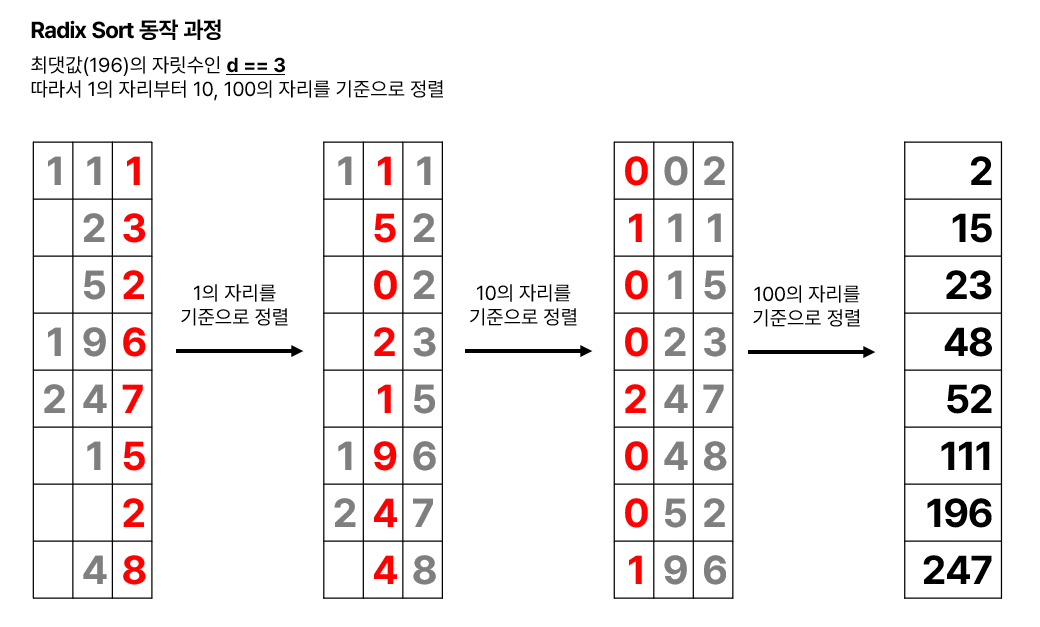 Radix Sort 동작 과정
최댓값(196)의 자릿수인 d == 3
따라서 1의 자리부터 10, 100의 자리를 기준으로 정렬
1 1 1
2 3
5 2
1 9 6
2 4 7
1 5
2
4 8
1의 자리를
기준으로 정렬
1 1 1
5 2
0 2
2 3
1 5
1 9 6
2 4 7
4 8
10의 자리를
기준으로 정렬
0 0 2
1 1 1
0 1 5
0 2 3
2 4 7
0 4 8
0 5 2
1 9 6
100의 자리를
기준으로 정렬
2
15
23
48
52
111
196
247